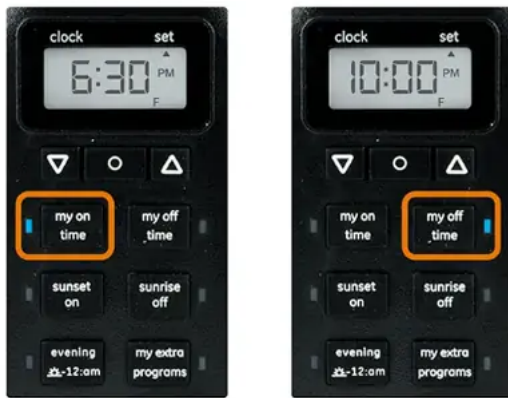 clock set
6:30 PM
F
my on time
my off time
sunset on
sunrise off
evening -12:am
my extra programs
clock set
10:00 PM
F
my on time
my off time
sunset on
sunrise off
evening -12:am
my extra programs